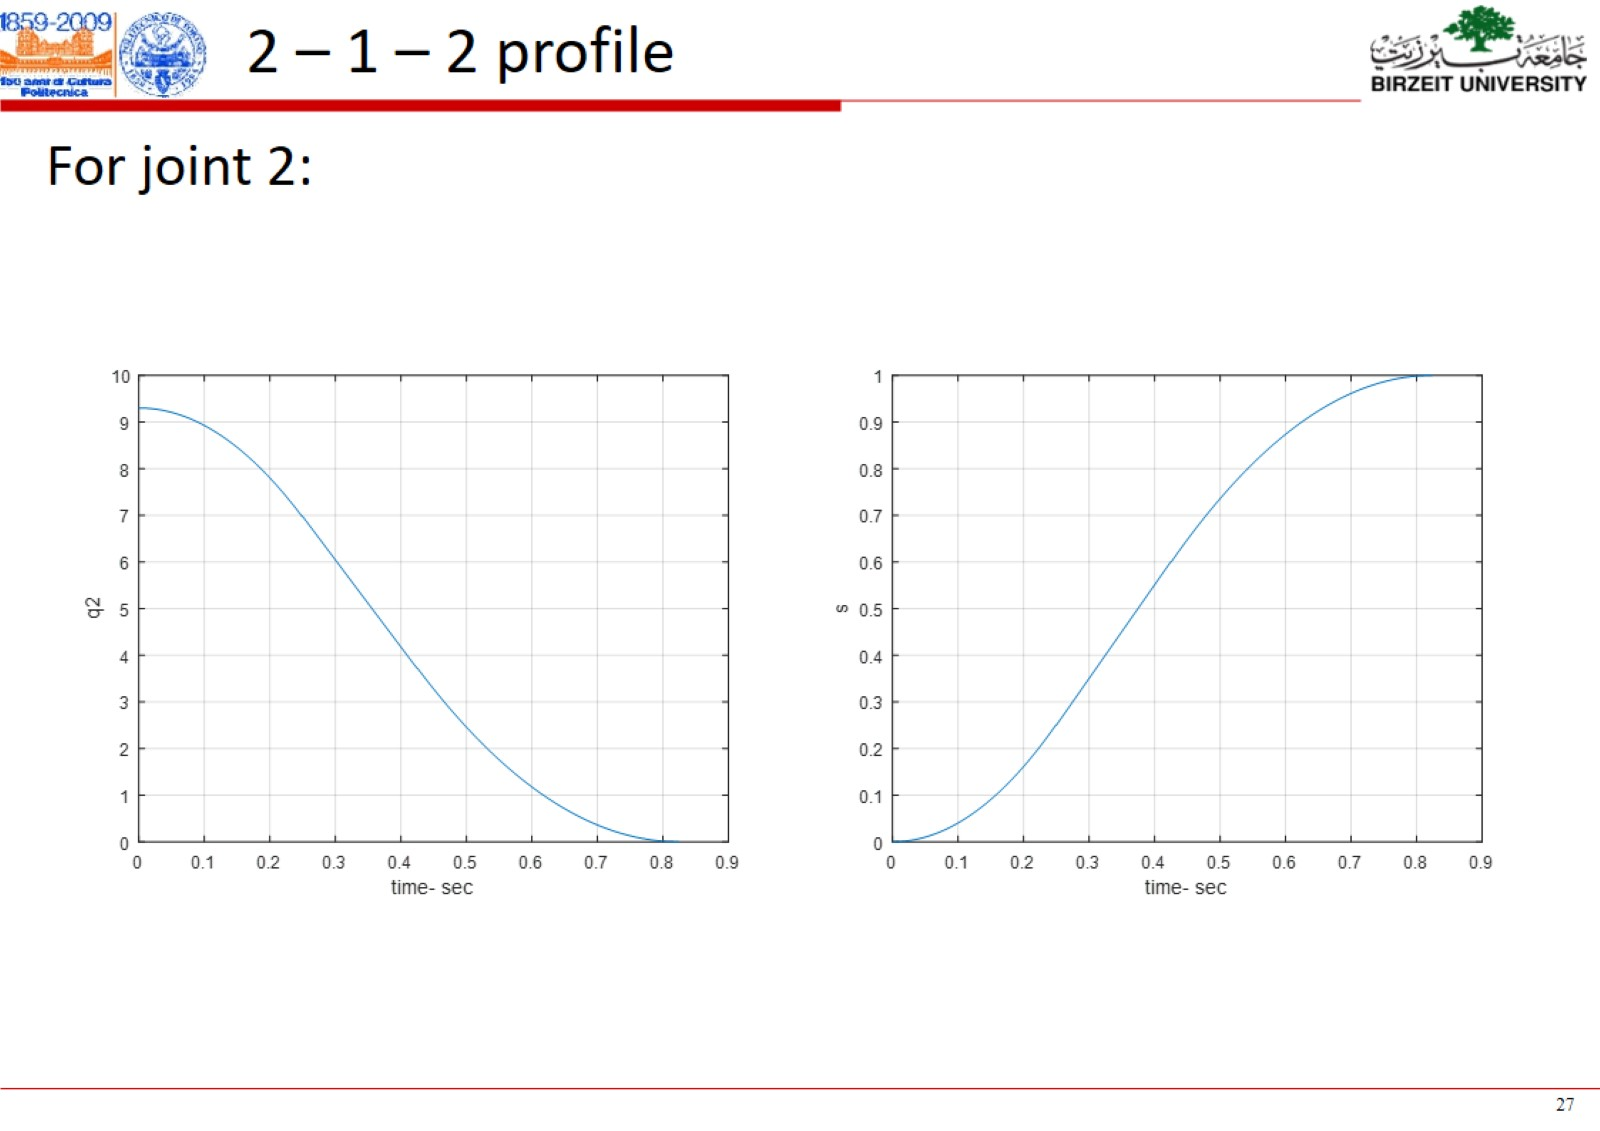 1859-2009
150 anni di Cultura
Politecnica
2 – 1 – 2 profile
BIRZEIT UNIVERSITY
For joint 2:
10
9
8
7
6
5
4
3
2
1
0
q2
0 0.1 0.2 0.3 0.4 0.5 0.6 0.7 0.8 0.9
time- sec
1
0.9
0.8
0.7
0.6
0.5
0.4
0.3
0.2
0.1
0
s
0 0.1 0.2 0.3 0.4 0.5 0.6 0.7 0.8 0.9
time- sec
27